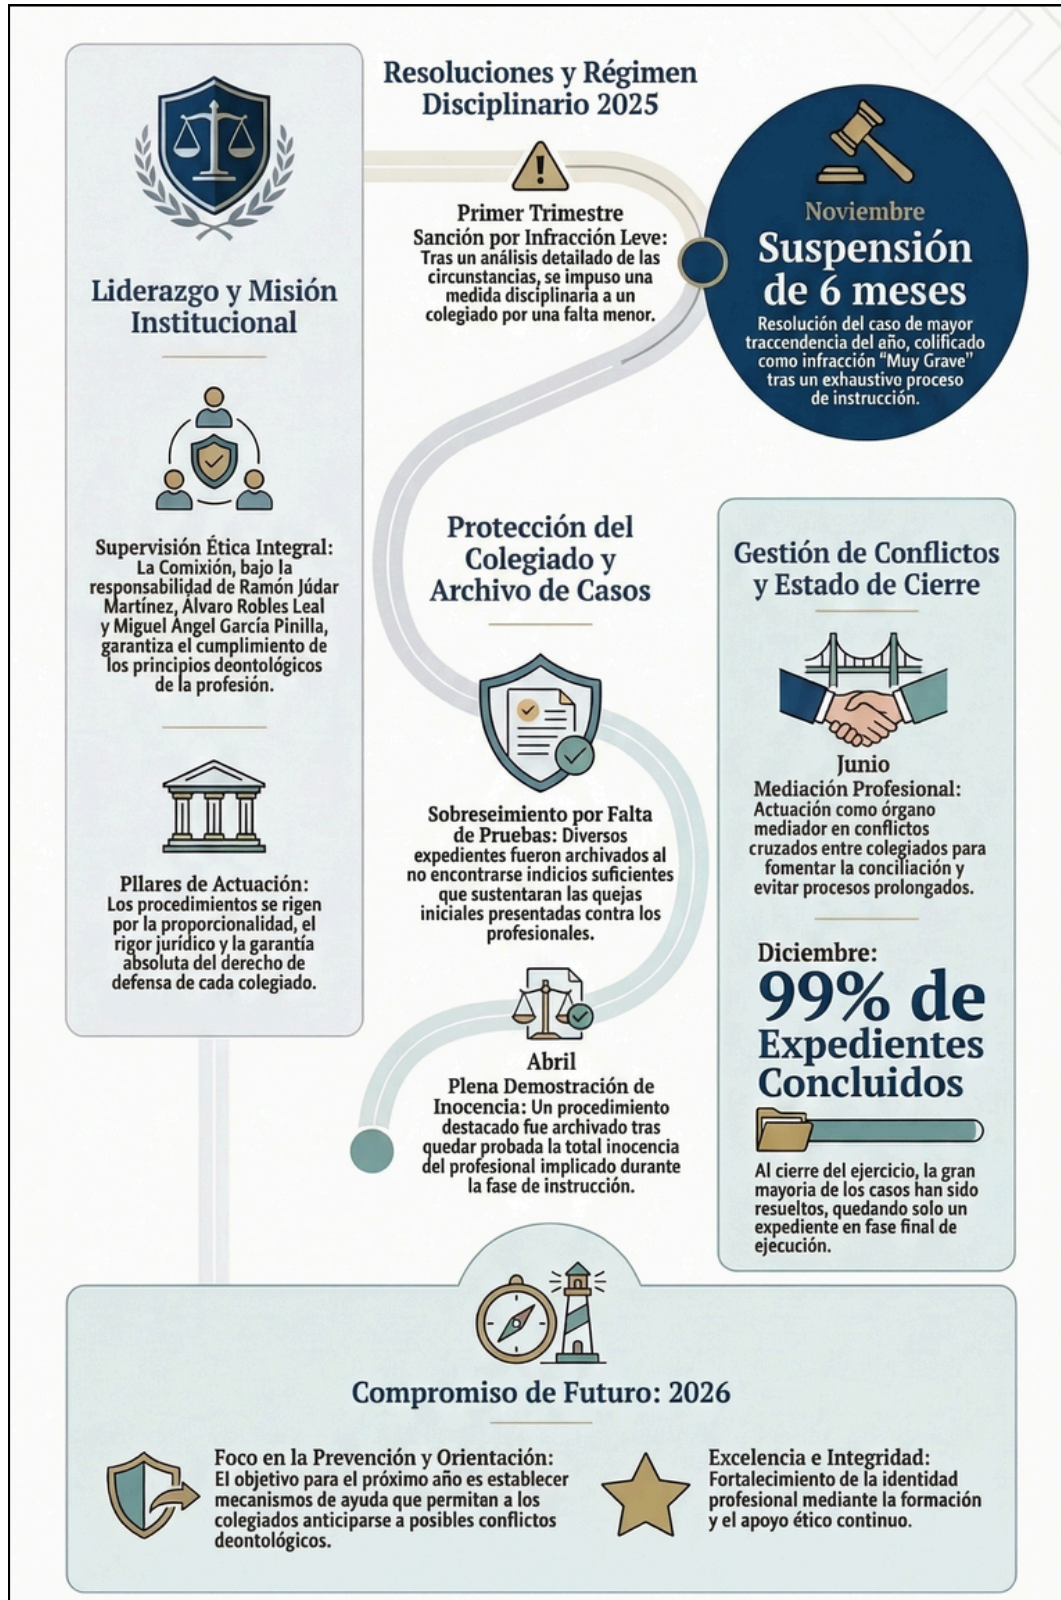 Liderazgo y Misión
Institucional
Supervisión Ética Integral:
La Comixión, bajo la
responsabilidad de Ramón Júdar
Martínez, Álvaro Robles Leal
y Miguel Ángel García Pinilla,
garantiza el cumplimiento de
los principios deontológicos
de la profesión.
Pllares de Actuación:
Los procedimientos se rigen
por la proporcionalidad, el
rigor jurídico y la garantía
absoluta del derecho de
defensa de cada colegiado.
Resoluciones y Régimen
Disciplinario 2025
Primer Trimestre
Sanción por Infracción Leve:
Tras un análisis detailado de las
circunstancias, se impuso una
medida disciplinaria a un
colegiado por una falta menor.
Noviembre
Suspensión
de 6 meses
Resolución del caso de mayor
traccendencia del año, colificado
como infracción "Muy Grave"
tras un exhaustivo proceso
de instrucción.
Protección del
Colegiado y
Archivo de Casos
Sobreseimiento por Falta
de Pruebas: Diversos
expedientes fueron archivados al
no encontrarse indicios suficientes
que sustentaran las quejas
iniciales presentadas contra los
profesionales.
Abril
Plena Demostración de
Inocencia: Un procedimiento
destacado fue archivado tras
quedar probada la total inocencia
del profesional implicado durante
la fase de instrucción.
Gestión de Conflictos
y Estado de Cierre
Junio
Mediación Profesional:
Actuación como órgano
mediador en conflictos
cruzados entre colegiados para
fomentar la conciliación y
evitar procesos prolongados.
Diciembre:
99% de
Expedientes
Concluidos
Al cierre del ejercicio, la gran
mayoria de los casos han sido
resueltos, quedando solo un
expediente en fase final de
ejecución.
Compromiso de Futuro: 2026
Foco en la Prevención y Orientación:
El objetivo para el próximo año es establecer
mecanismos de ayuda que permitan a los
colegiados anticiparse a posibles conflictos
deontológicos.
Excelencia e Integridad:
Fortalecimiento de la identidad
profesional mediante la formación
y el apoyo ético continuo.